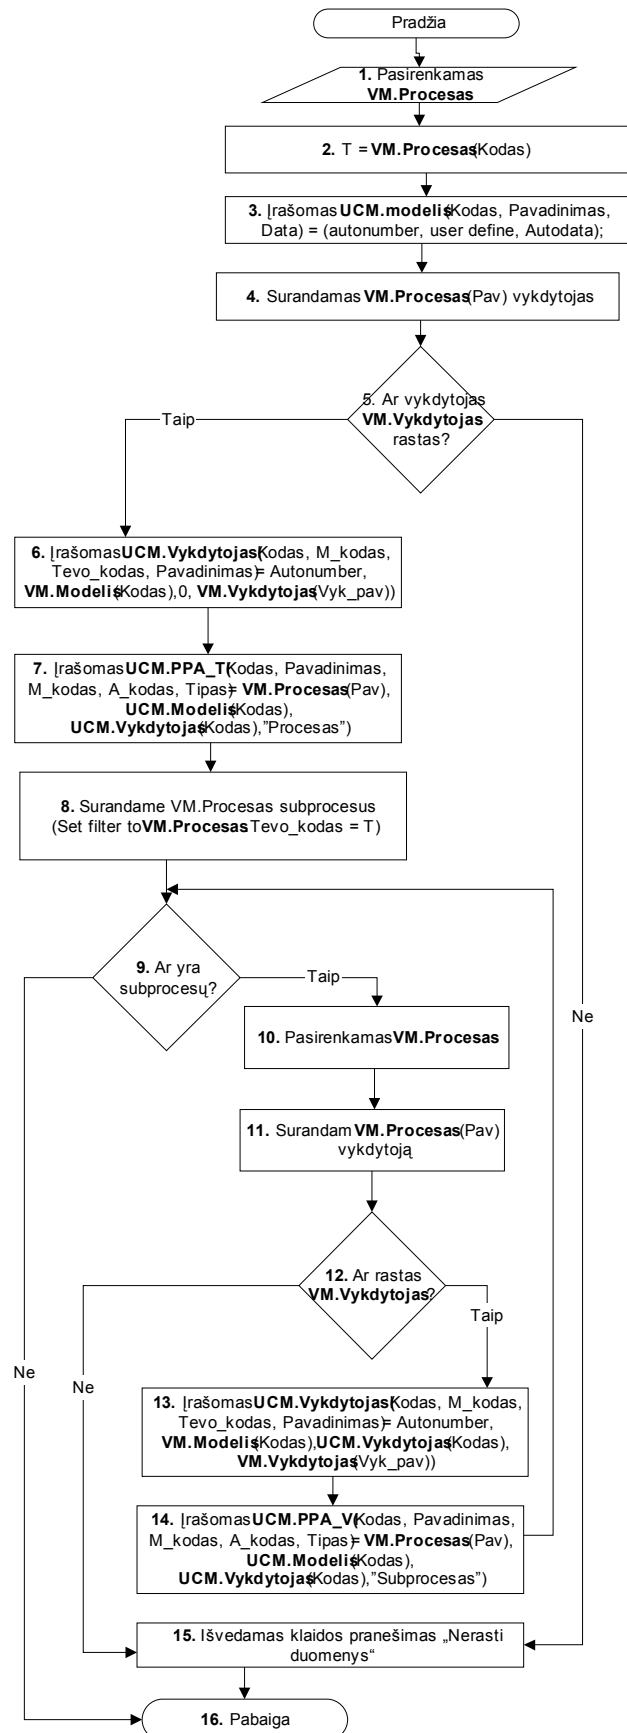 Pradžia
1. Pasirenkamas
VM.Procesas
2. T = VM.Procesas(Kodas)
3. Įrašomas UCM.modelis(Kodas, Pavadinimas,
Data) = (autonumber, user define, Autodata);
4. Surandamas VM.Procesas(Pav) vykdytojas
5. Ar vykdytojas
VM.Vykdytojas
rastas?
Taip
6. Įrašomas UCM.Vykdytojas(Kodas, M_kodas,
Tevo_kodas, Pavadinimas)= Autonumber,
VM.Modelis(Kodas),0, VM.Vykdytojas(Vyk_pav))
7. Įrašomas UCM.PPA_T(Kodas, Pavadinimas,
M_kodas, A_kodas, Tipas)= VM.Procesas(Pav),
UCM.Modelis(Kodas),
UCM.Vykdytojas(Kodas),”Procesas”)
8. Surandame VM.Procesas subprocesus
(Set filter to VM.Procesas.Tevo_kodas = T)
9. Ar yra
subprocesų?
Taip
Ne
10. Pasirenkamas VM.Procesas
11. Surandam VM.Procesas(Pav)
vykdytoją
12. Ar rastas
VM.Vykdytojas?
Taip
Ne
Ne
13. Įrašomas UCM.Vykdytojas(Kodas, M_kodas,
Tevo_kodas, Pavadinimas)= Autonumber,
VM.Modelis(Kodas),UCM.Vykdytojas(Kodas),
VM.Vykdytojas(Vyk_pav))
14. Įrašomas UCM.PPA_V(Kodas, Pavadinimas,
M_kodas, A_kodas, Tipas)= VM.Procesas(Pav),
UCM.Modelis(Kodas),
UCM.Vykdytojas(Kodas),”Subprocesas”)
15. Išvedamas klaidos pranešimas „Nerasti
duomenys“
16. Pabaiga